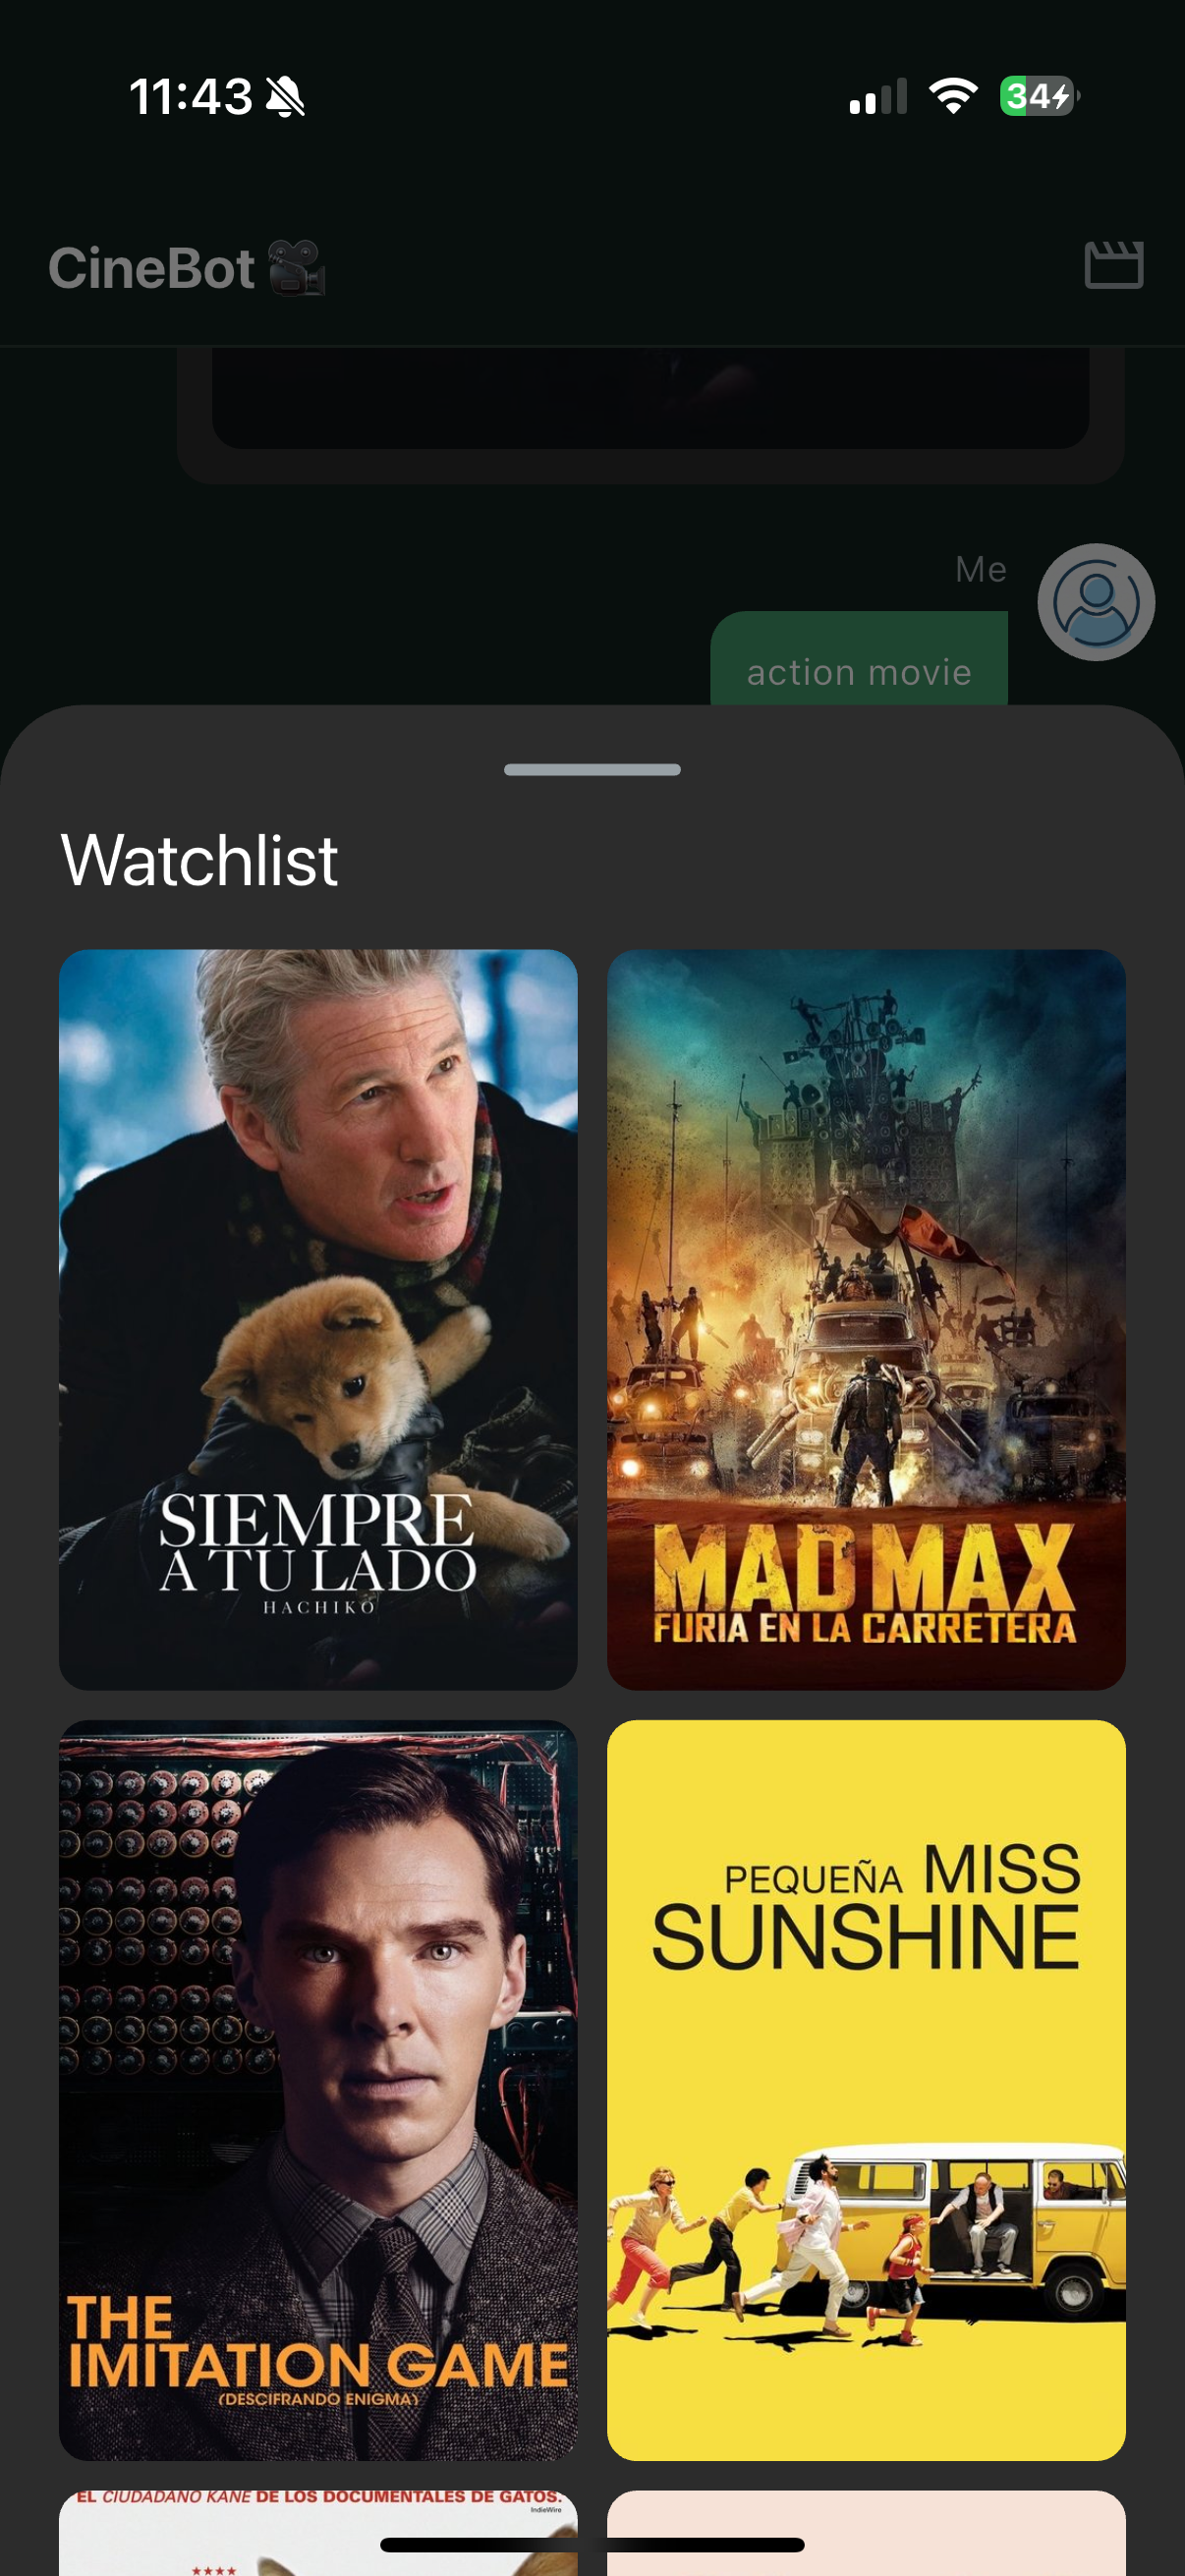 11:43
34
CineBot
Me
action movie
Watchlist
SIEMPRE
A TU LADO
HACHIKO
MAD MAX
FURIA EN LA CARRETERA
THE
IMITATION GAME
(DESCIFRANDO ENIGMA)
PEQUEÑA MISS
SUNSHINE
EL CIUDADANO KANE DE LOS DOCUMENTALES DE GATOS.
IndieWire
★★★★